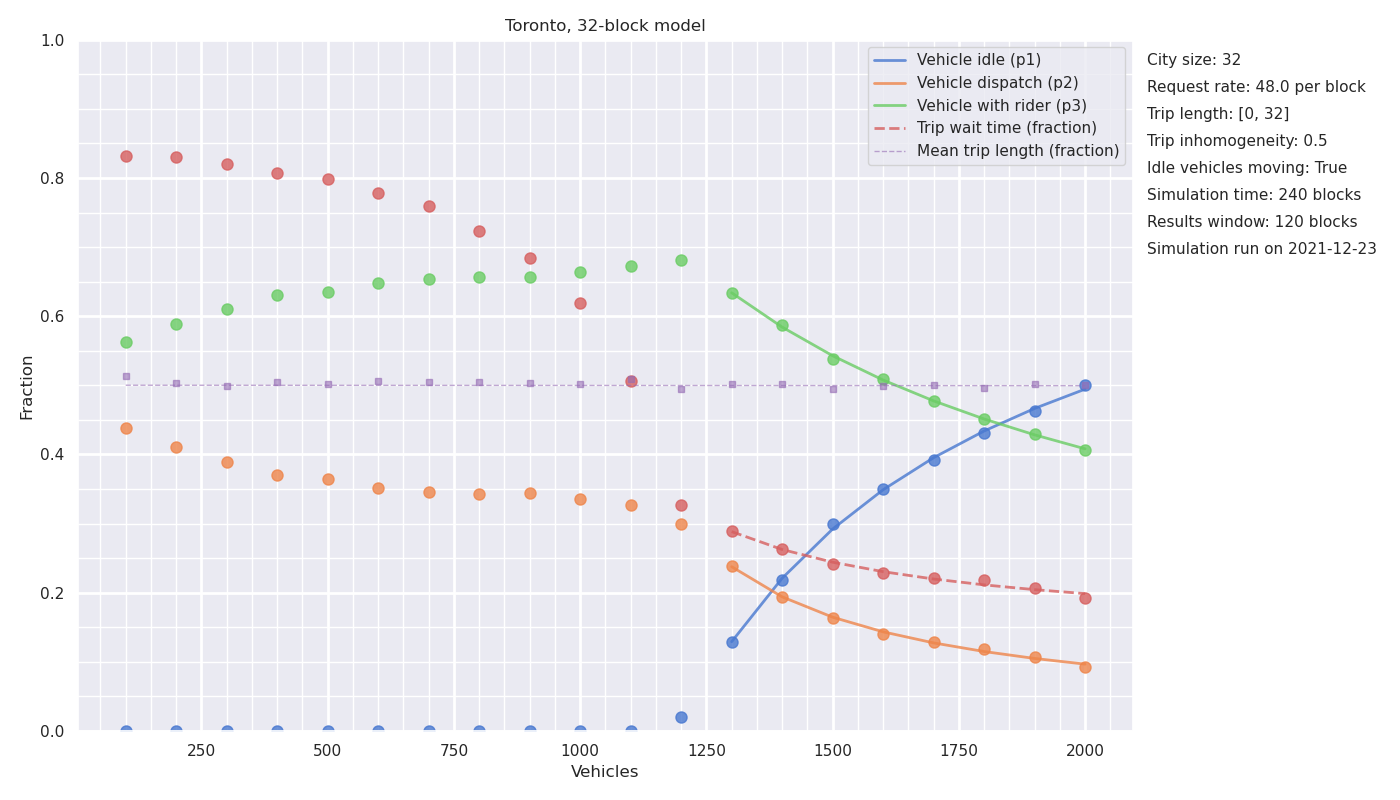 Toronto, 32-block model
1.0
0.8
0.6
0.4
0.2
0.0
Fraction
250
500
750
1000
1250
1500
1750
2000
Vehicles
Vehicle idle (p1)
Vehicle dispatch (p2)
Vehicle with rider (p3)
Trip wait time (fraction)
Mean trip length (fraction)
City size: 32
Request rate: 48.0 per block
Trip length: [0, 32]
Trip inhomogeneity: 0.5
Idle vehicles moving: True
Simulation time: 240 blocks
Results window: 120 blocks
Simulation run on 2021-12-23